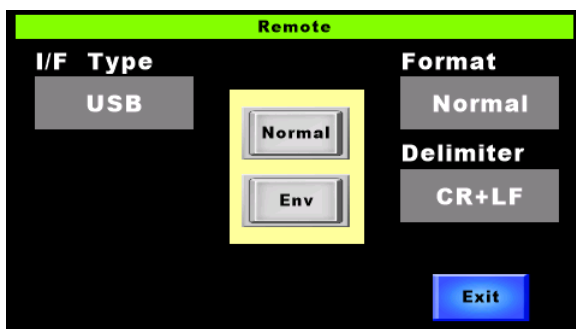 Remote
I/F Type
USB
Normal
Env
Format
Normal
Delimiter
CR+LF
Exit